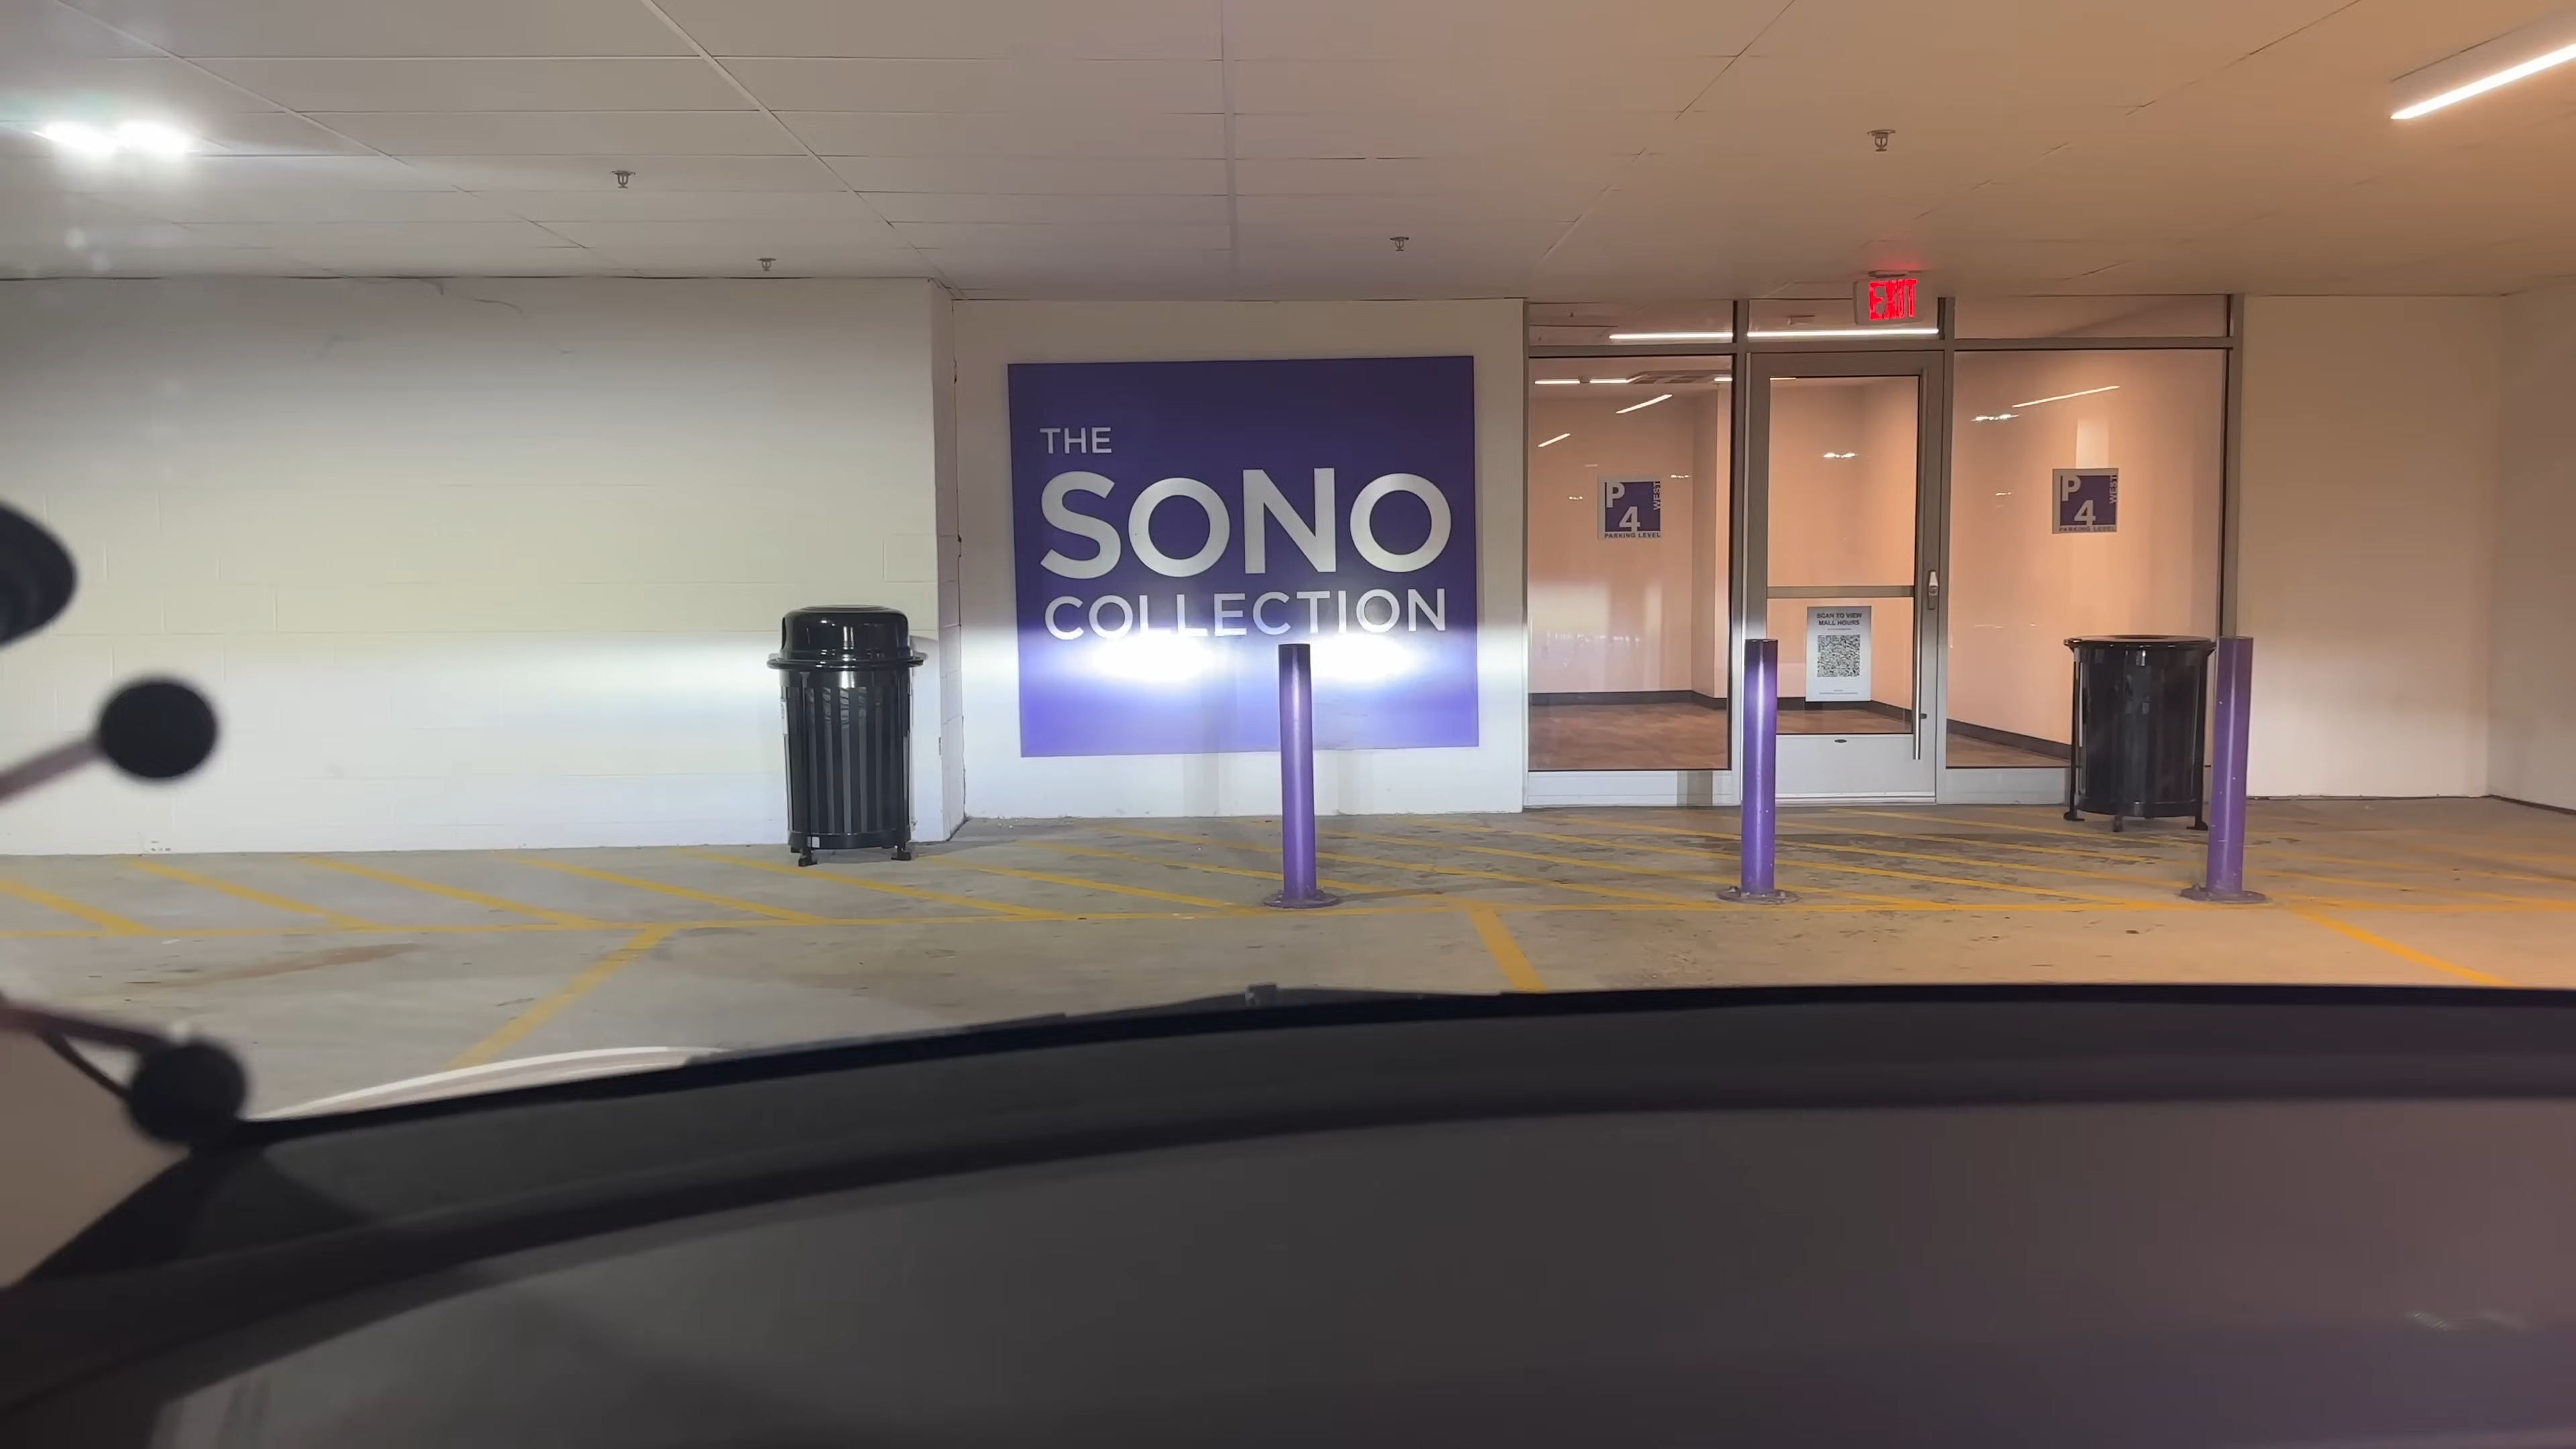 THE
SONO
COLLECTION
EXIT
P
4
WEST
PARKING LEVEL
P
4
WEST
PARKING LEVEL
SCAN TO VIEW
MALL HOURS